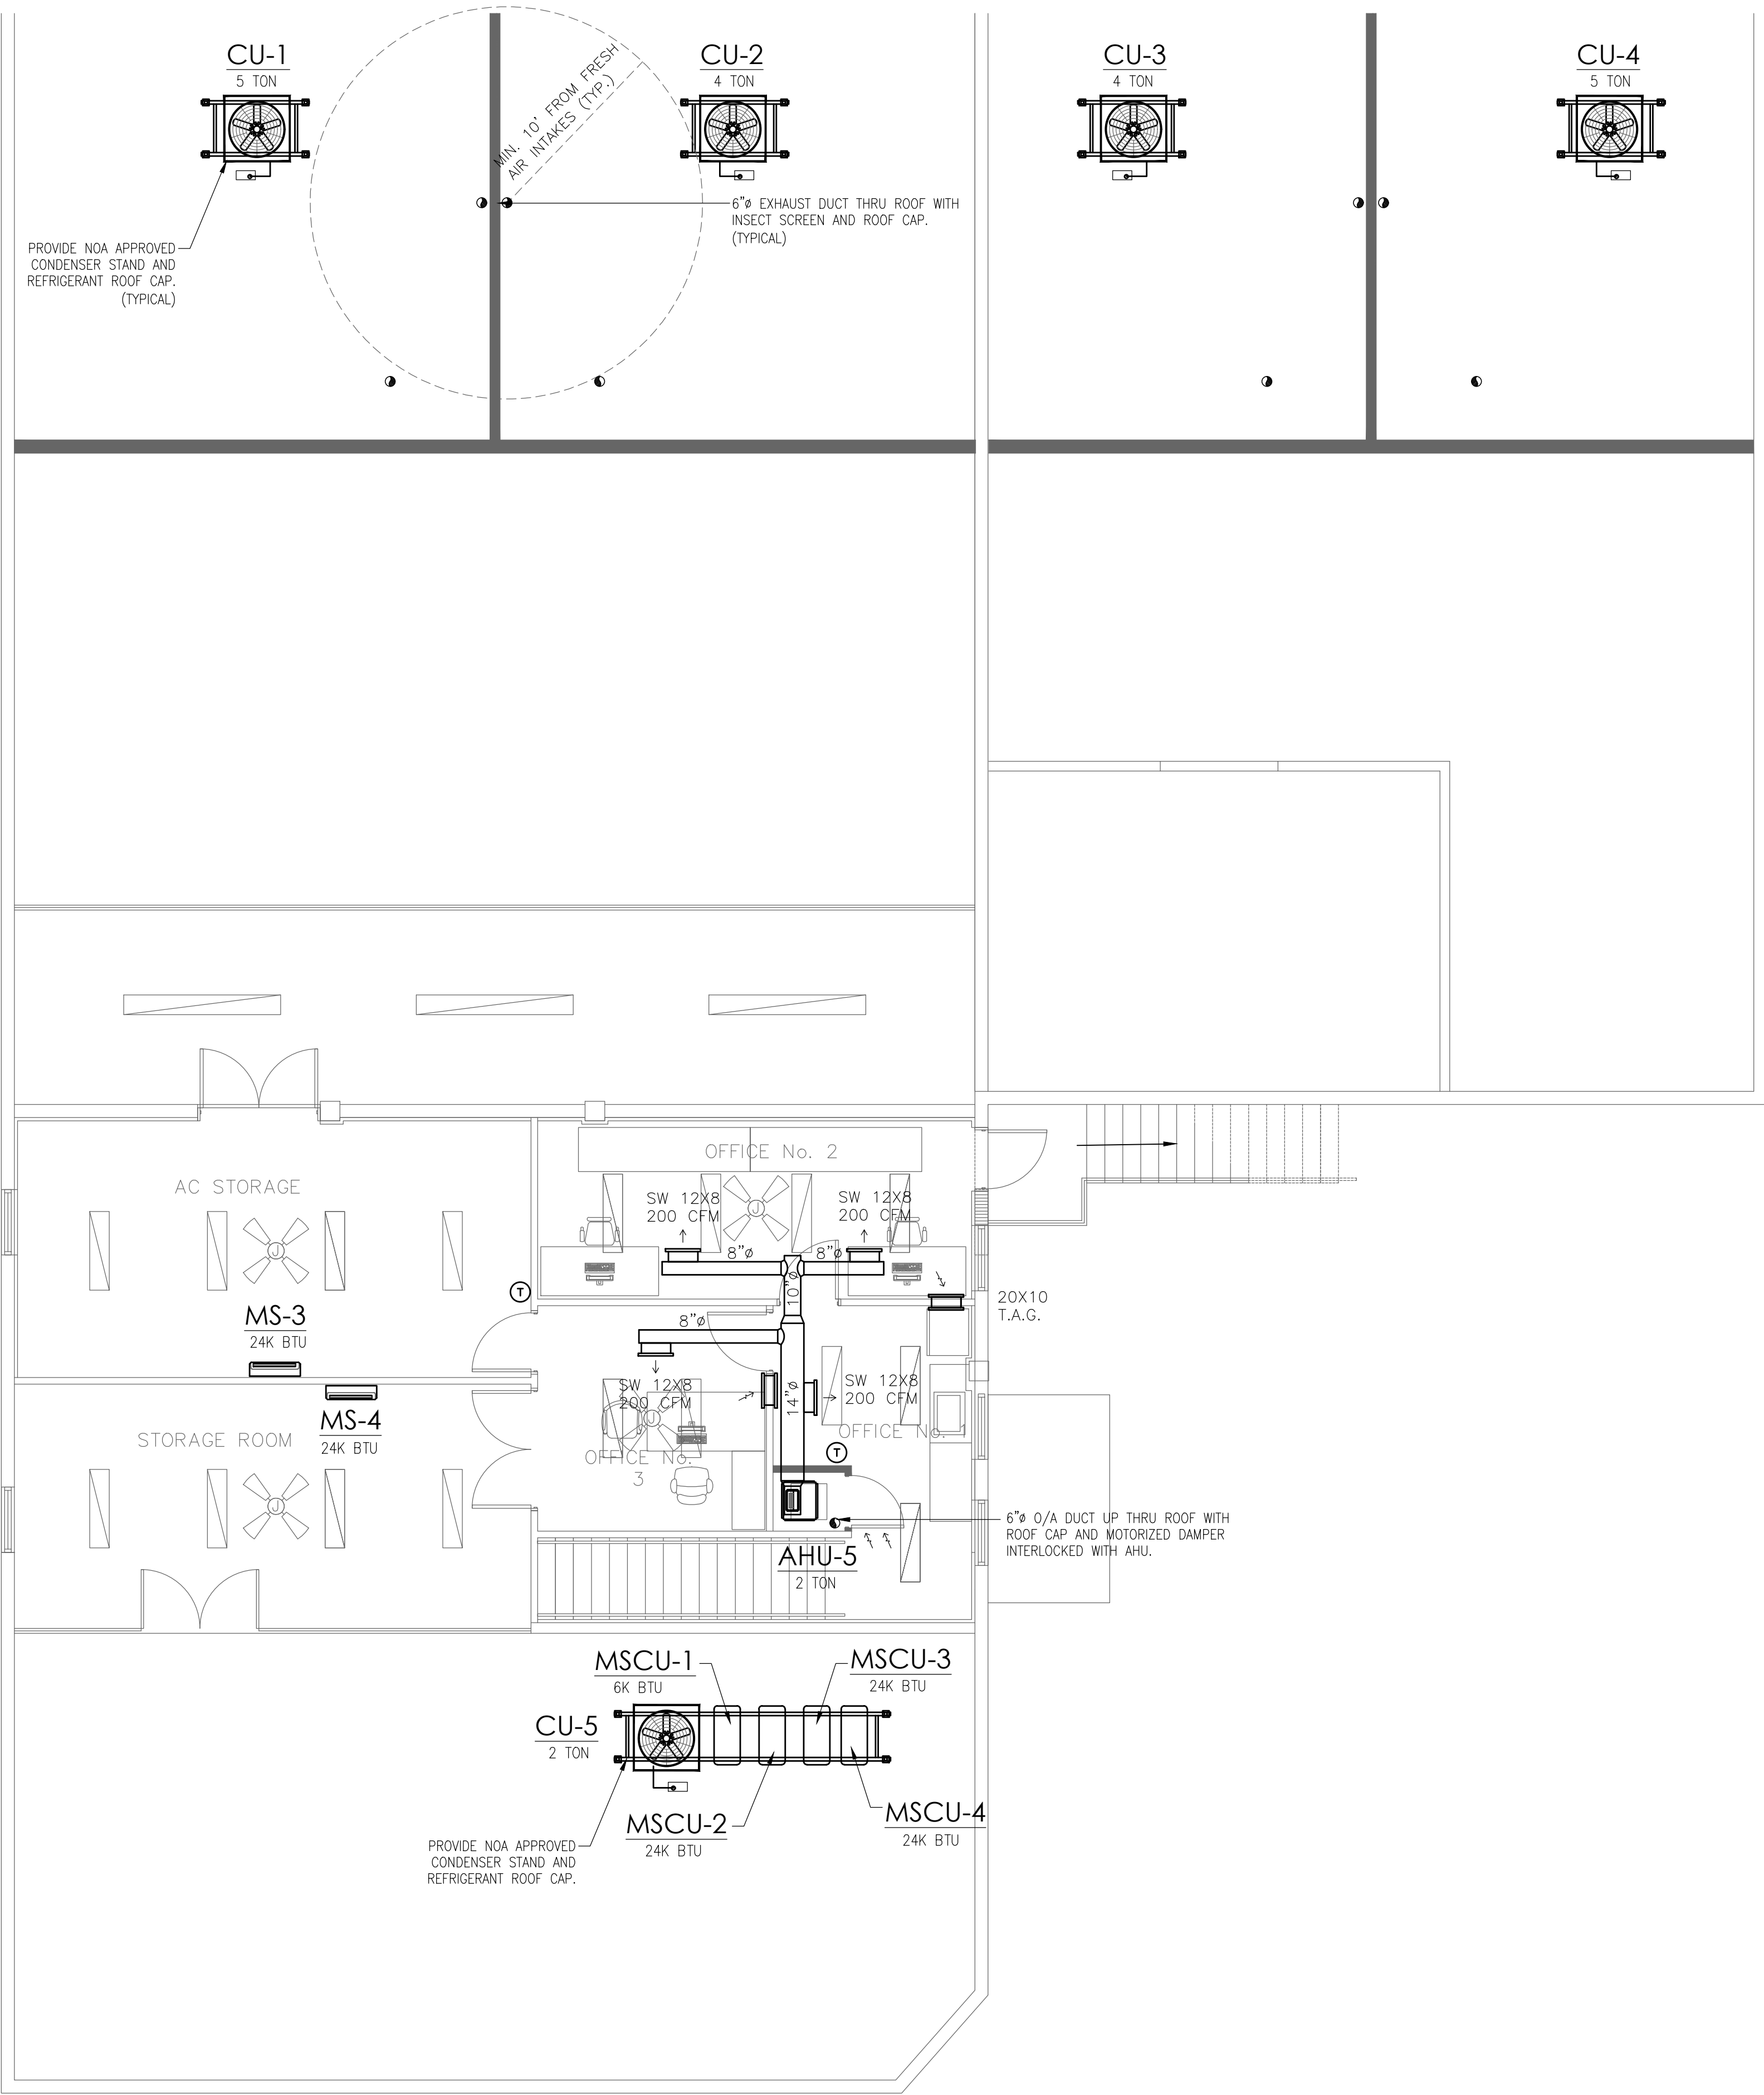 CU-1
5 TON
CU-2
4 TON
CU-3
4 TON
CU-4
5 TON
MIN. 10' FROM FRESH
AIR INTAKES (TYP.)
6"ø EXHAUST DUCT THRU ROOF WITH
INSECT SCREEN AND ROOF CAP.
(TYPICAL)
PROVIDE NOA APPROVED
CONDENSER STAND AND
REFRIGERANT ROOF CAP.
(TYPICAL)
OFFICE No. 2
AC STORAGE
J
SW 12X8
200 CFM
J
SW 12X8
200 CFM
8"ø
8"ø
10"ø
T
20X10
T.A.G.
MS-3
24K BTU
8"ø
SW 12X8
200 CFM
J
14"ø
SW 12X8
200 CFM
MS-4
24K BTU
STORAGE ROOM
J
OFFICE No.
3
OFFICE No. 1
T
6"ø O/A DUCT UP THRU ROOF WITH
ROOF CAP AND MOTORIZED DAMPER
INTERLOCKED WITH AHU.
AHU-5
2 TON
MSCU-1
6K BTU
MSCU-3
24K BTU
CU-5
2 TON
MSCU-2
24K BTU
MSCU-4
24K BTU
PROVIDE NOA APPROVED
CONDENSER STAND AND
REFRIGERANT ROOF CAP.